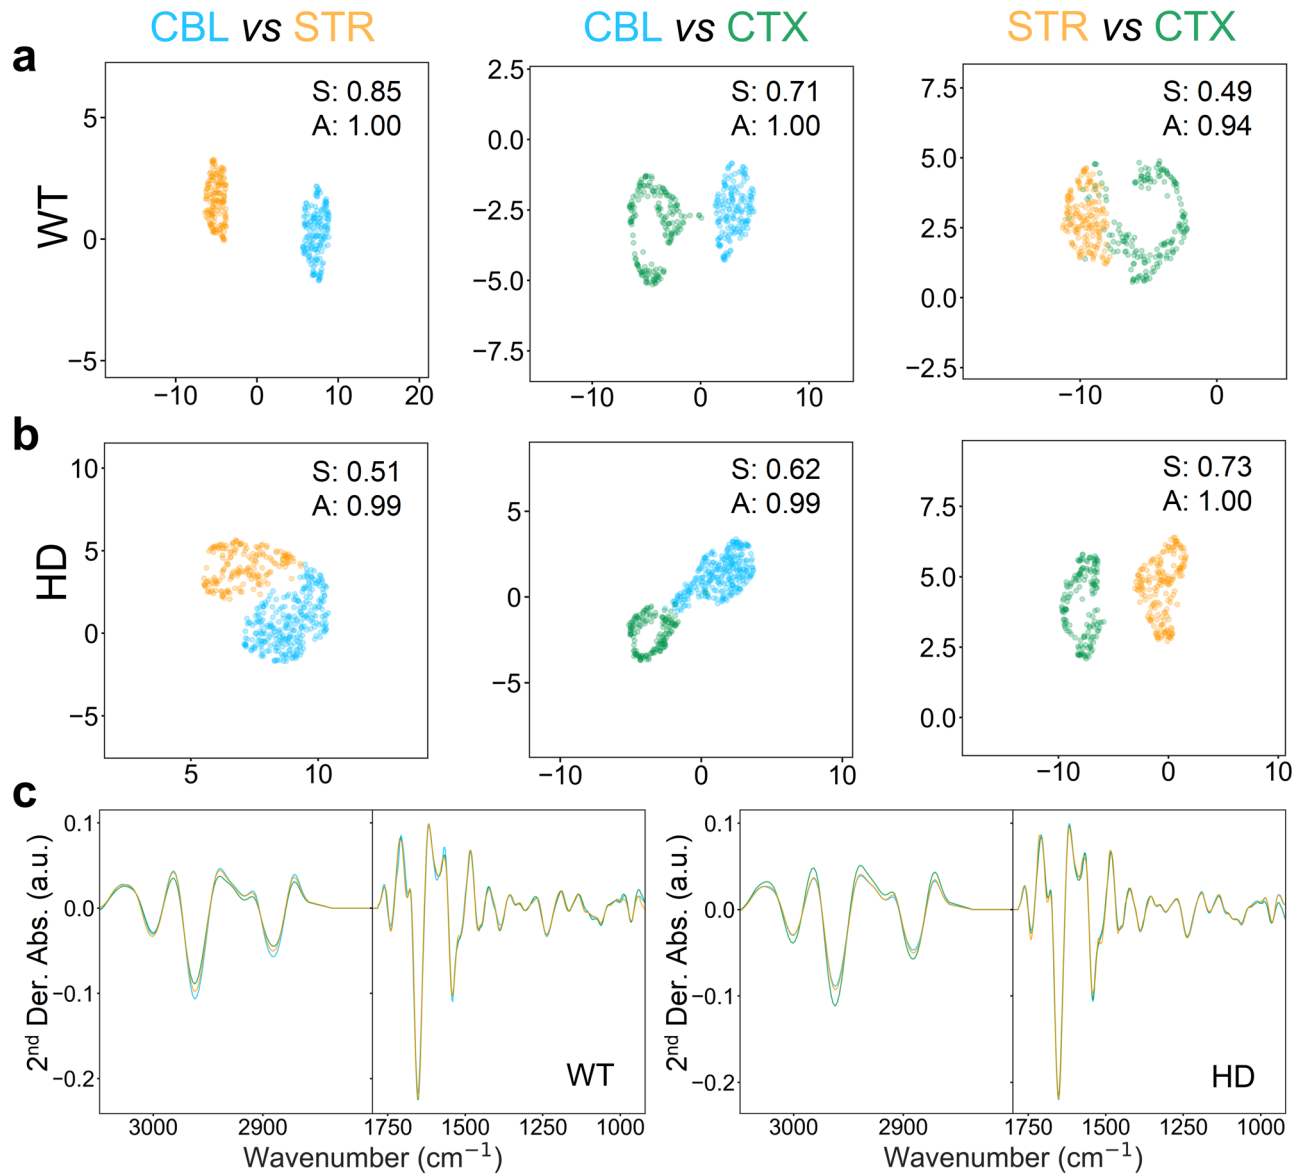 CBL vs STR
CBL vs CTX
STR vs CTX
a
WT
5
0
−5
−10
0
10
20
S: 0.85
A: 1.00
2.5
0.0
−2.5
−5.0
−7.5
−10
0
10
S: 0.71
A: 1.00
7.5
5.0
2.5
0.0
−2.5
−10
0
S: 0.49
A: 0.94
b
HD
10
5
0
−5
5
10
S: 0.51
A: 0.99
5
0
−5
−10
0
10
S: 0.62
A: 0.99
7.5
5.0
2.5
0.0
−10
0
10
S: 0.73
A: 1.00
c
2nd Der. Abs. (a.u.)
0.1
0.0
−0.1
−0.2
WT
3000
2900
1750
1500
1250
1000
Wavenumber (cm−1)
2nd Der. Abs. (a.u.)
0.1
0.0
−0.1
−0.2
HD
3000
2900
1750
1500
1250
1000
Wavenumber (cm−1)